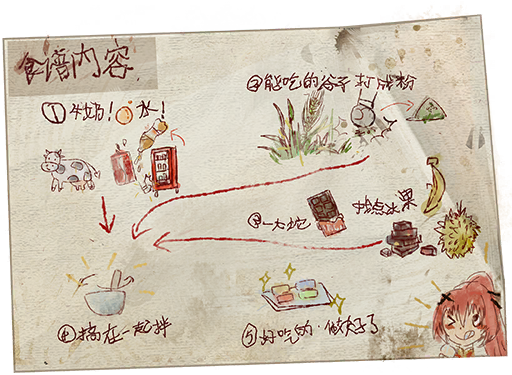 食谱内容
①牛奶！水！
②能吃的谷子 打成粉
③一大坨
找点水果
④搞在一起拌
⑤好吃的·做好了